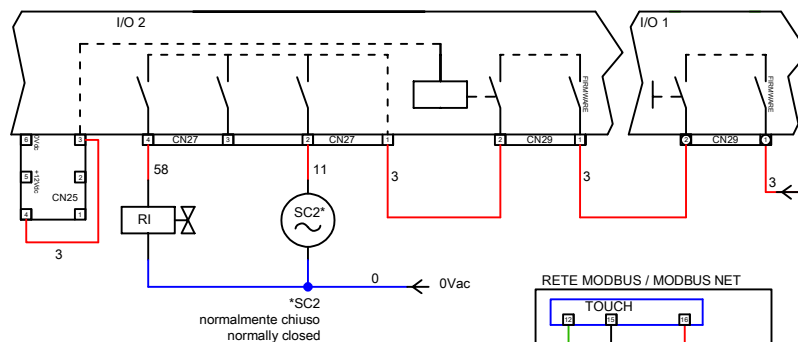 I/O 2
I/O 1
FIRMWARE
FIRMWARE
6
0Vdc
3
4
CN27
3
2
CN27
1
2
CN29
1
2
CN29
1
5
+12Vdc
2
CN25
4
1
58
11
3
3
3
RI
SC2*
3
0
0Vac
*SC2
normalmente chiuso
normally closed
RETE MODBUS / MODBUS NET
TOUCH
12
15
16